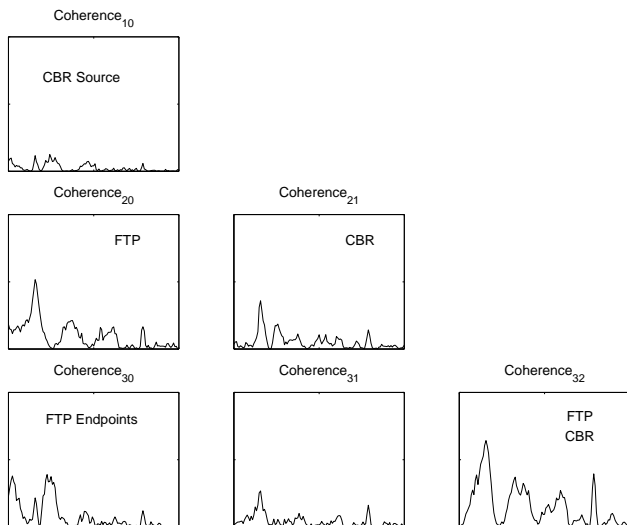 Coherence10
CBR Source
Coherence20
Coherence21
FTP
CBR
Coherence30
Coherence31
Coherence32
FTP Endpoints
FTP
CBR